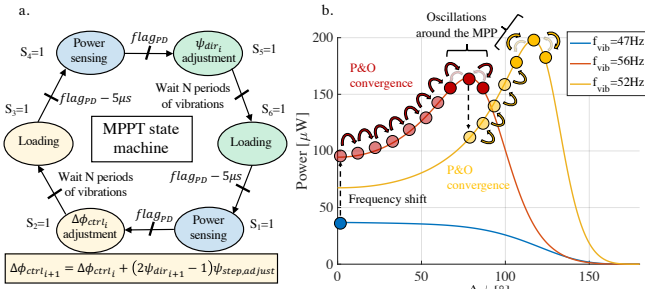 a.
S₄=1
Power
sensing
flag_PD
ψ_dir_i
adjustment
S₅=1
flag_PD − 5μs
Wait N periods
of vibrations
S₃=1
S₆=1
Loading
MPPT state
machine
Loading
Wait N periods
of vibrations
flag_PD − 5μs
S₂=1
Δϕ_ctrl_i
adjustment
flag_PD
Power
sensing
S₁=1
Δϕ_ctrl_i+1 = Δϕ_ctrl_i + (2ψ_dir_i+1 − 1)ψ_step,adjust
b.
Oscillations
around the MPP
f_vib=47Hz
f_vib=56Hz
f_vib=52Hz
P&O
convergence
P&O
convergence
Frequency shift
Power [μW]
200
150
100
50
0
0
50
100
150